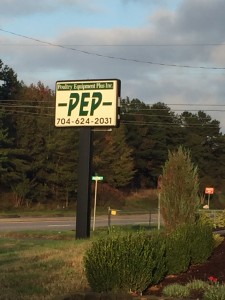 Poultry Equipment Plus Inc.
-PEP-
704-624-2031